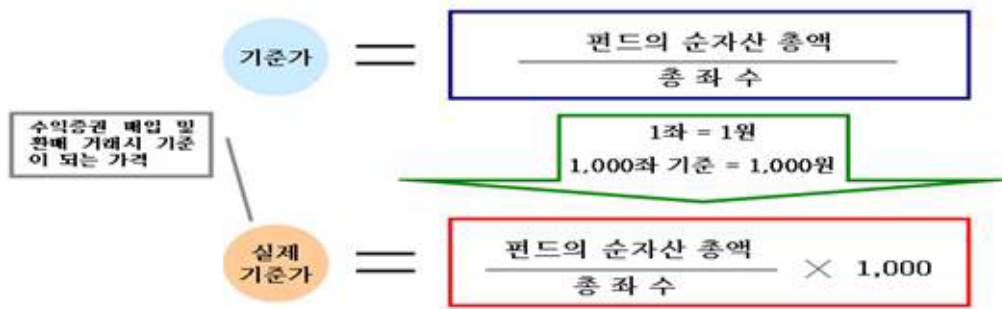 기준가
펀드의 순자산 총액
총 좌 수
수익증권 매입 및
환매 거래시 기준
이 되는 가격
1좌 = 1원
1,000좌 기준 = 1,000원
실제
기준가
펀드의 순자산 총액
총 좌 수
× 1,000